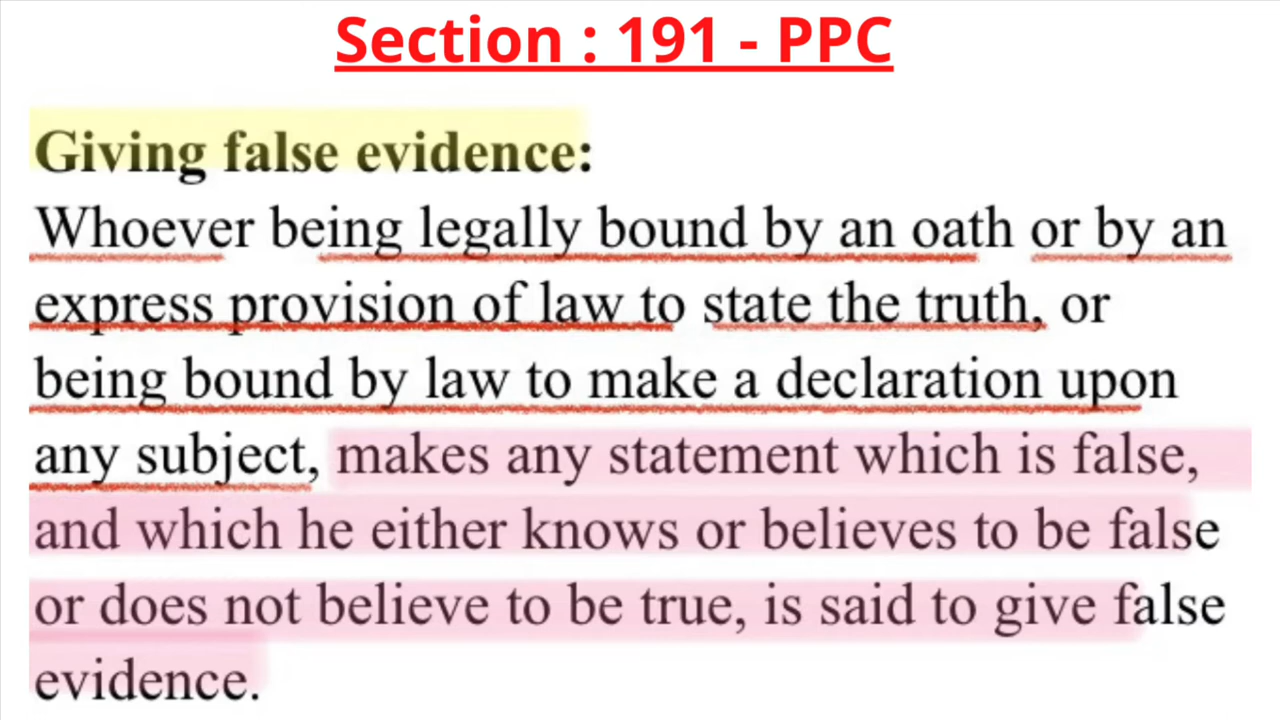 Section : 191 - PPC
Giving false evidence:
Whoever being legally bound by an oath or by an
express provision of law to state the truth, or
being bound by law to make a declaration upon
any subject, makes any statement which is false,
and which he either knows or believes to be false
or does not believe to be true, is said to give false
evidence.